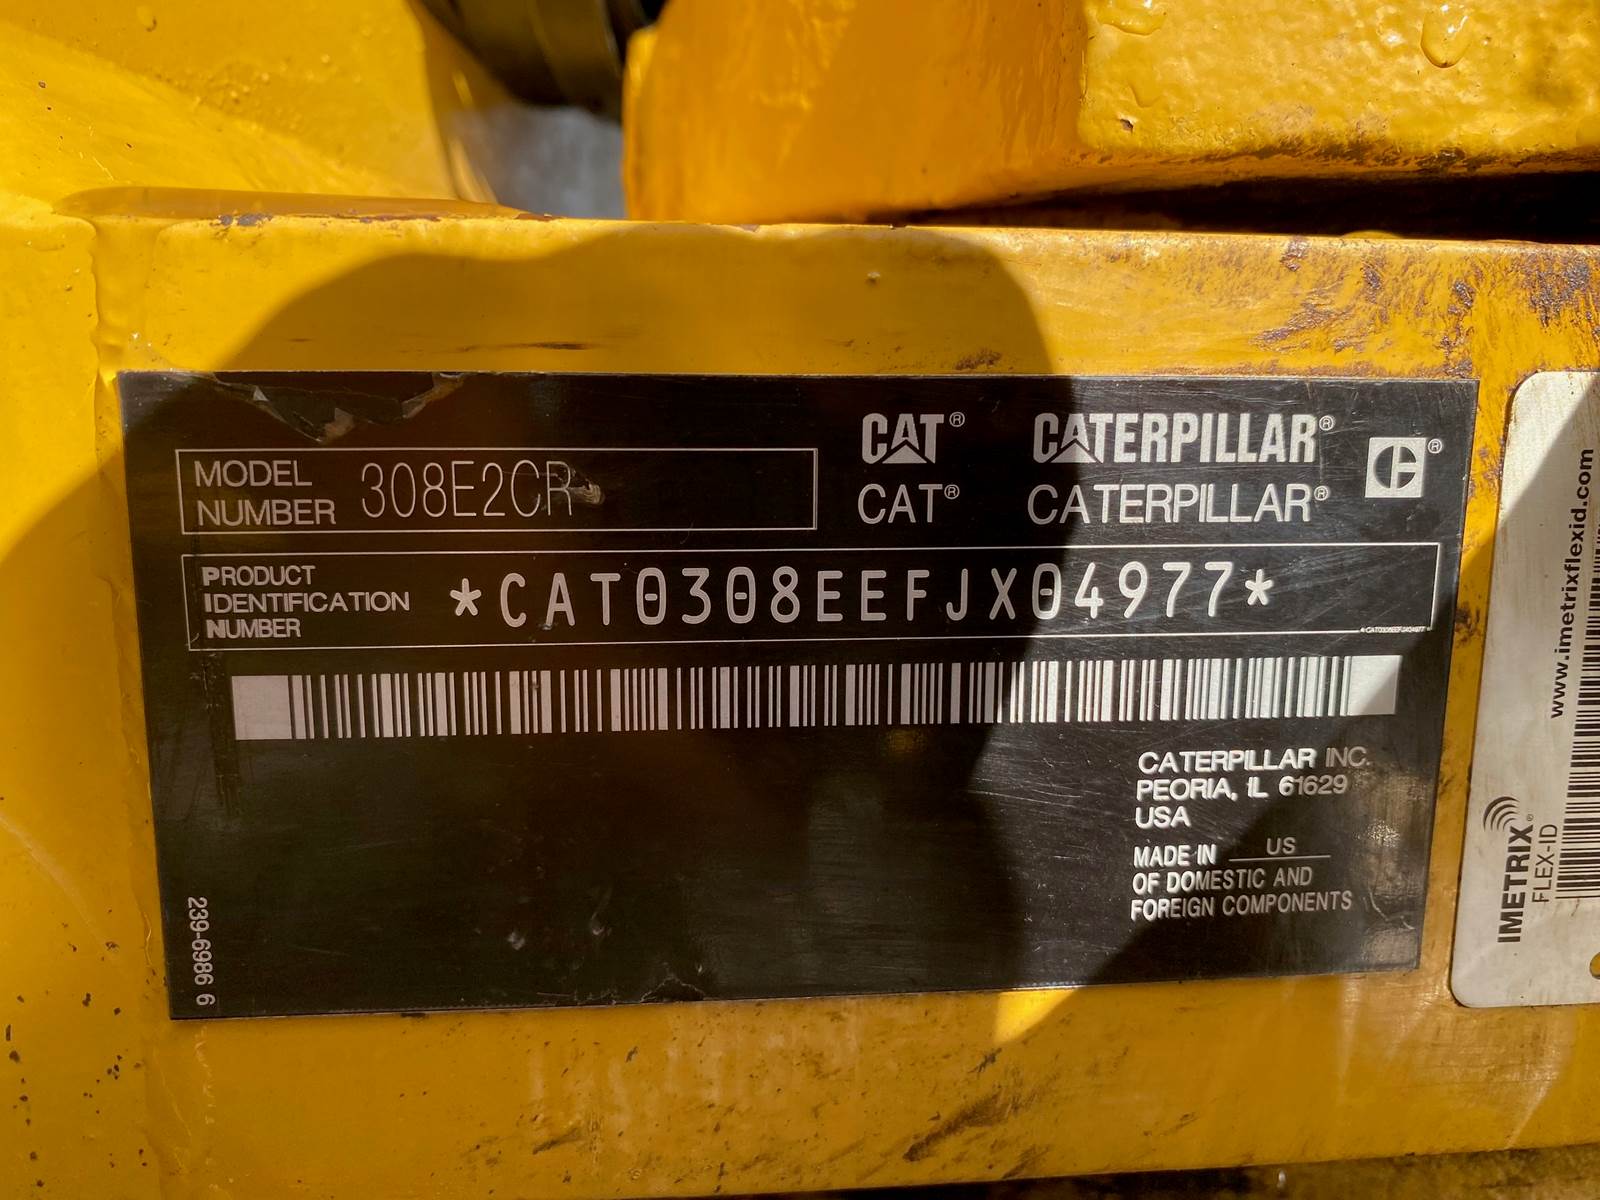 CAT® CATERPILLAR®
CAT® CATERPILLAR®
MODEL NUMBER 308E2CR
PRODUCT
IDENTIFICATION
NUMBER
*CAT0308EEFJX04977*
CATERPILLAR INC.
PEORIA, IL 61629
USA
MADE IN US
OF DOMESTIC AND
FOREIGN COMPONENTS
239-6986 6
www.imetrixflexid.com
IMETRIX®
FLEX-ID